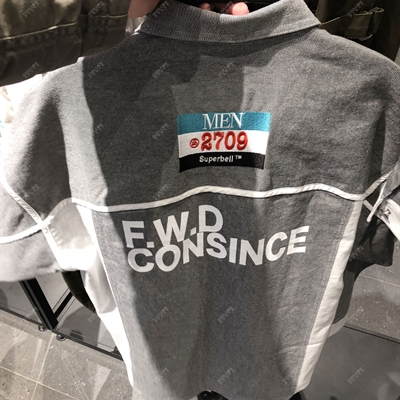 MEN
2709
Superbell™
F.W.D
CONSINCE